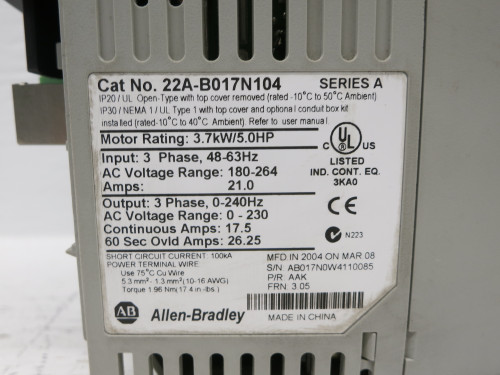 Cat No. 22A-B017N104 SERIES A
IP20 / UL Open-Type with top cover removed (rated -10°C to 50°C Ambient)
IP30 / NEMA 1 / UL Type 1 with top cover and optional conduit box kit
installed (rated -10°C to 40°C Ambient). Refer to user manual.
Motor Rating: 3.7kW/5.0HP
Input: 3 Phase, 48-63Hz
AC Voltage Range: 180-264
Amps: 21.0
C UL US
LISTED
IND. CONT. EQ.
3KA0
Output: 3 Phase, 0-240Hz
AC Voltage Range: 0 - 230
Continuous Amps: 17.5
60 Sec Ovld Amps: 26.25
CE
N223
SHORT CIRCUIT CURRENT: 100kA
POWER TERMINAL WIRE:
Use 75°C Cu Wire
5.3 mm² - 1.3 mm² (10-16 AWG)
Torque 1.96 Nm (17.4 in.-lbs.)
MFD IN 2004 ON MAR 08
S/N AB017N0W4110085
P/R AAK
FRN: 3.05
AB Allen-Bradley
MADE IN CHINA